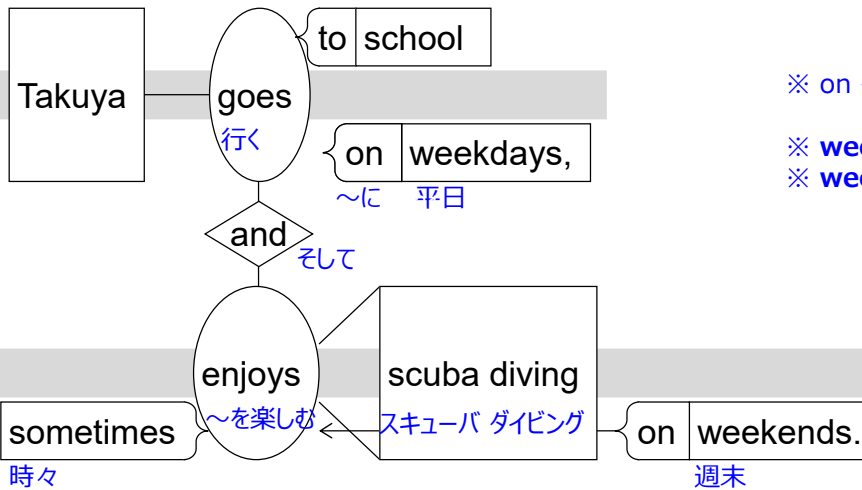 to school
Takuya goes
行く
※ on
on weekdays,
～に 平日
※ wee
※ wee
and
そして
enjoys scuba diving
～を楽しむ スキューバ ダイビング
sometimes on weekends.
時々 週末